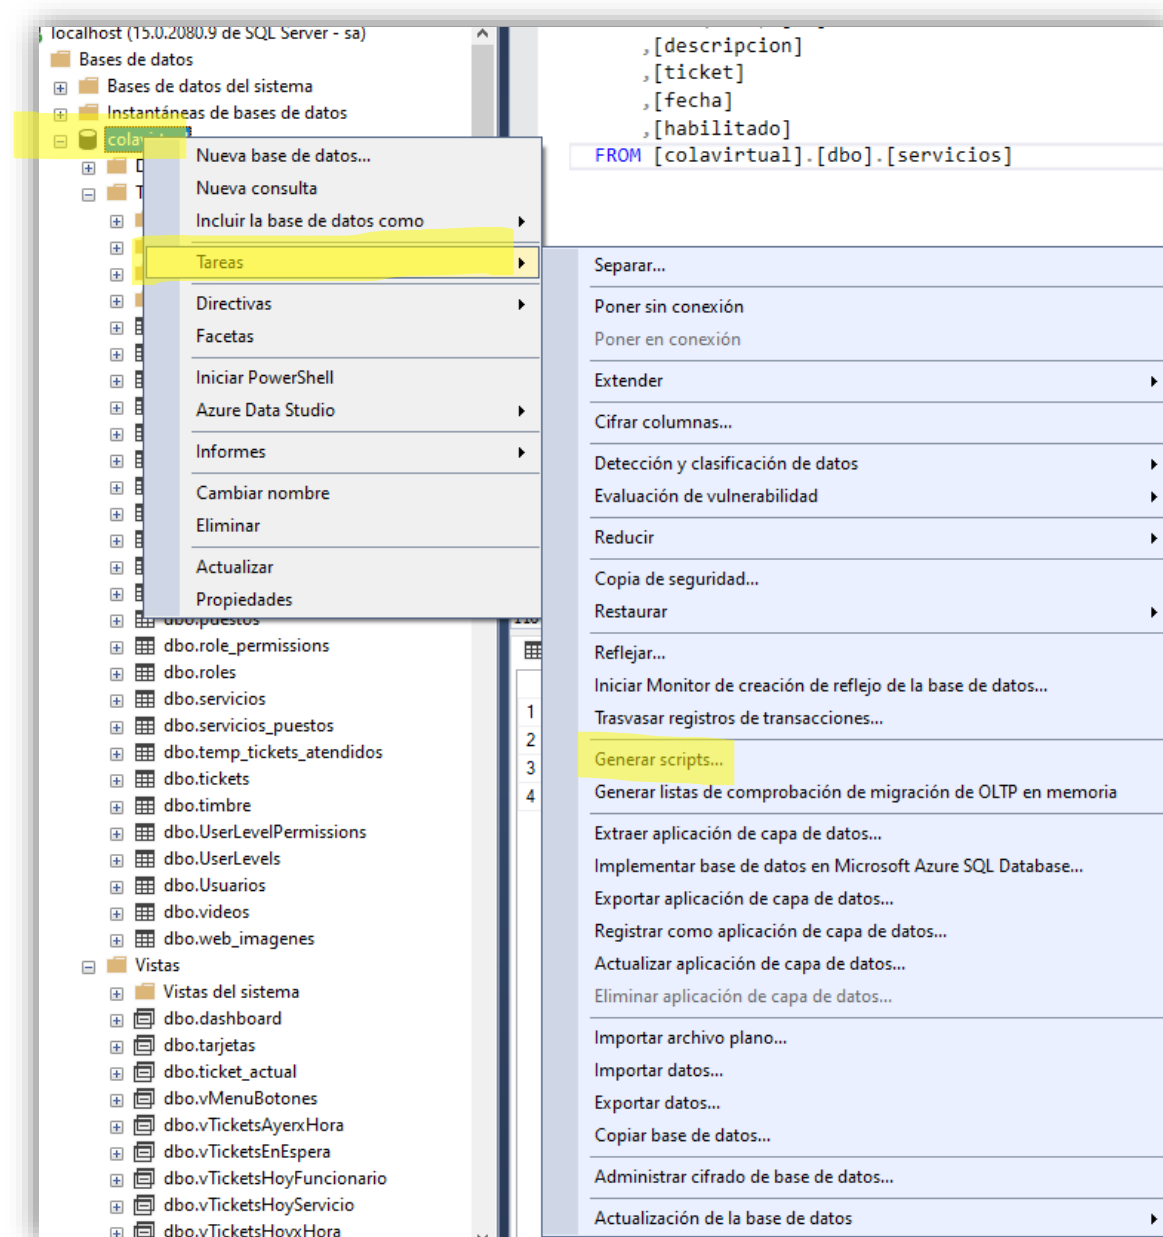 localhost (15.0.2080.9 de SQL Server - sa)
Bases de datos
Bases de datos del sistema
Instantáneas de bases de datos
,[descripcion]
,[ticket]
,[fecha]
,[habilitado]
FROM [colavirtual].[dbo].[servicios]
Nueva base de datos...
Nueva consulta
Incluir la base de datos como
Tareas
Directivas
Facetas
Iniciar PowerShell
Azure Data Studio
Informes
Cambiar nombre
Eliminar
Actualizar
Propiedades
Separar...
Poner sin conexión
Poner en conexión
Extender
Cifrar columnas...
Detección y clasificación de datos
Evaluación de vulnerabilidad
Reducir
Copia de seguridad...
Restaurar
Reflejar...
Iniciar Monitor de creación de reflejo de la base de datos...
Trasvasar registros de transacciones...
Generar scripts...
Generar listas de comprobación de migración de OLTP en memoria
Extraer aplicación de capa de datos...
Implementar base de datos en Microsoft Azure SQL Database...
Exportar aplicación de capa de datos...
Registrar como aplicación de capa de datos...
Actualizar aplicación de capa de datos...
Eliminar aplicación de capa de datos...
Importar archivo plano...
Importar datos...
Exportar datos...
Copiar base de datos...
Administrar cifrado de base de datos...
Actualización de la base de datos
dbo.puestos
dbo.role_permissions
dbo.roles
dbo.servicios
dbo.servicios_puestos
dbo.temp_tickets_atendidos
dbo.tickets
dbo.timbre
dbo.UserLevelPermissions
dbo.UserLevels
dbo.Usuarios
dbo.videos
dbo.web_imagenes
Vistas
Vistas del sistema
dbo.dashboard
dbo.tarjetas
dbo.ticket_actual
dbo.vMenuBotones
dbo.vTicketsAyerxHora
dbo.vTicketsEnEspera
dbo.vTicketsHoyFuncionario
dbo.vTicketsHoyServicio
dbo.vTicketsHoyxHora
1
2
3
4